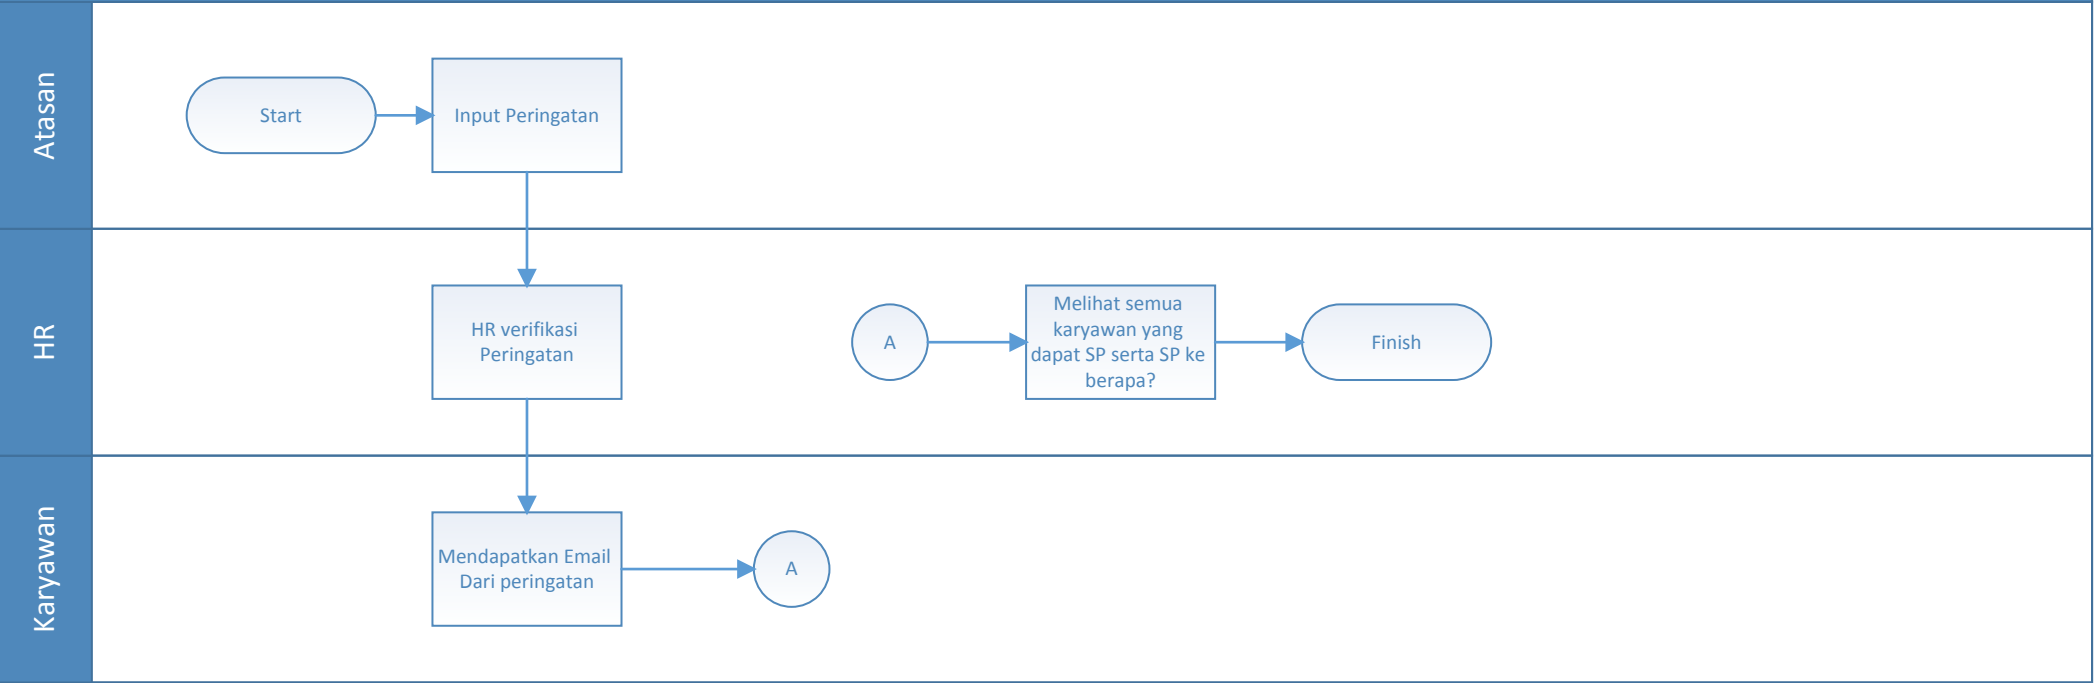 Atasan
Start
Input Peringatan
HR
HR verifikasi
Peringatan
A
Melihat semua
karyawan yang
dapat SP serta SP ke
berapa?
Finish
Karyawan
Mendapatkan Email
Dari peringatan
A